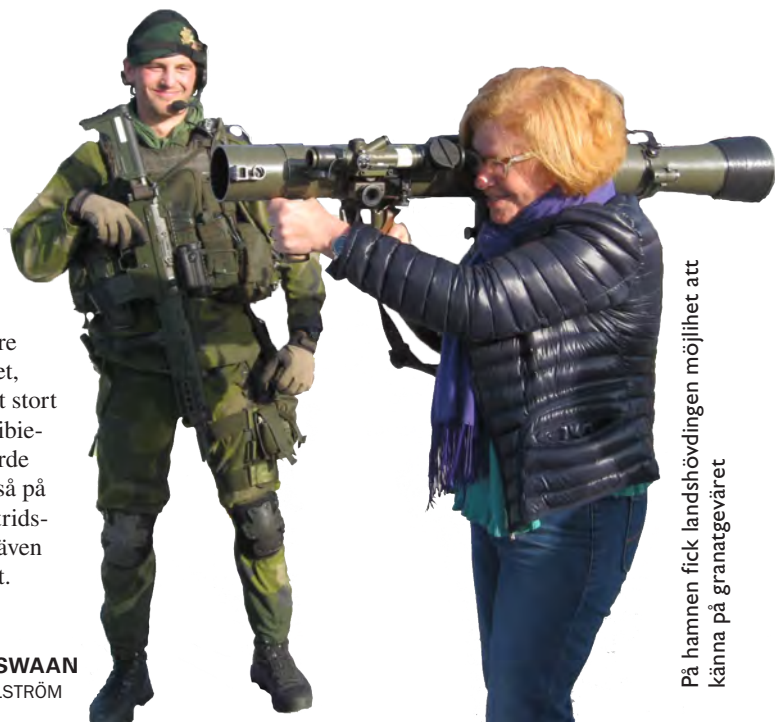 re
et,
t stort
ibie-
rde
så på
trids-
även
t.
SWAAN
LSTRÖM
På hamnen fick landshövdingen möjlihet att
känna på granatgeväret